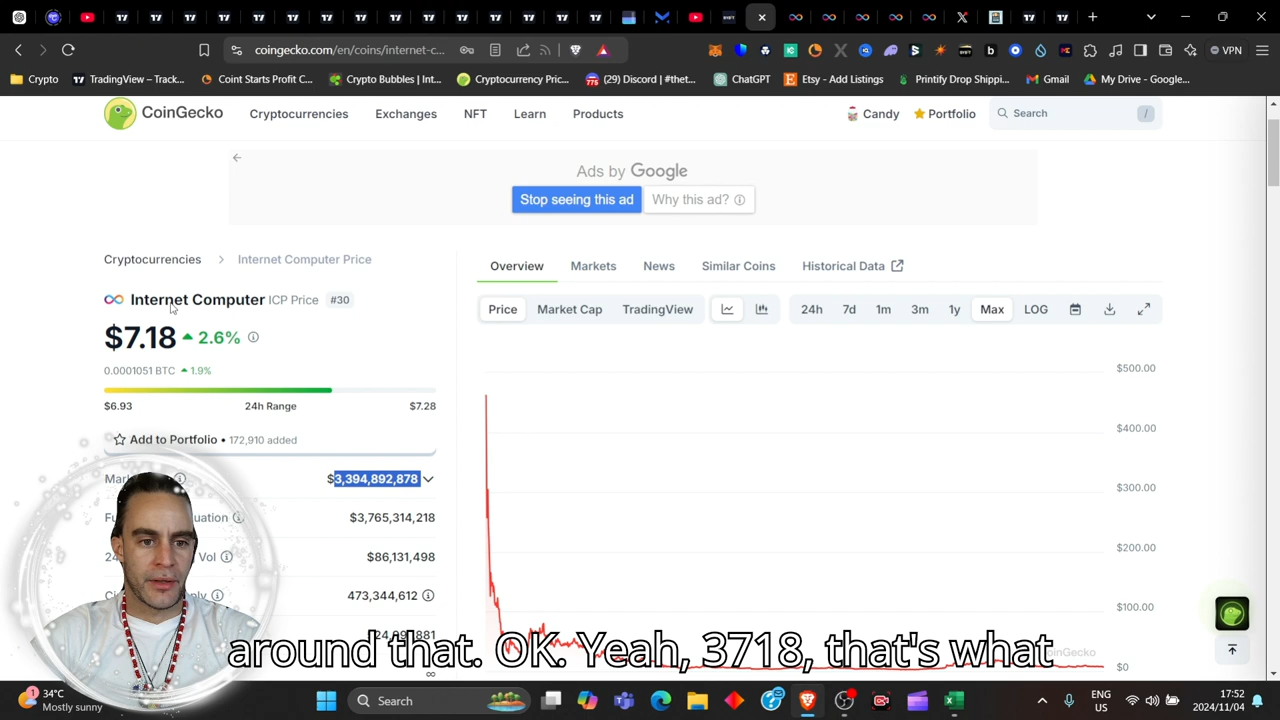 coingecko.com/en/coins/internet-c...
VPN
Crypto
TradingView – Track...
Coint Starts Profit C...
Crypto Bubbles | Int...
Cryptocurrency Pric...
(29) Discord | #thet...
ChatGPT
Etsy - Add Listings
Printify Drop Shippi...
Gmail
My Drive - Google...
CoinGecko
Cryptocurrencies
Exchanges
NFT
Learn
Products
Candy
Portfolio
Search
/
Ads by Google
Stop seeing this ad
Why this ad?
Cryptocurrencies
Internet Computer Price
Overview
Markets
News
Similar Coins
Historical Data
Internet Computer ICP Price #30
Price
Market Cap
TradingView
24h
7d
1m
3m
1y
Max
LOG
$7.18 2.6%
0.0001051 BTC 1.9%
$6.93
24h Range
$7.28
Add to Portfolio • 172,910 added
$3,394,892,878
$3,765,314,218
Vol
$86,131,498
473,344,612
∞
$500.00
$400.00
$300.00
$200.00
$100.00
$0
around that. OK. Yeah, 3718, that's what
34°C
Mostly sunny
Search
ENG
US
17:52
2024/11/04